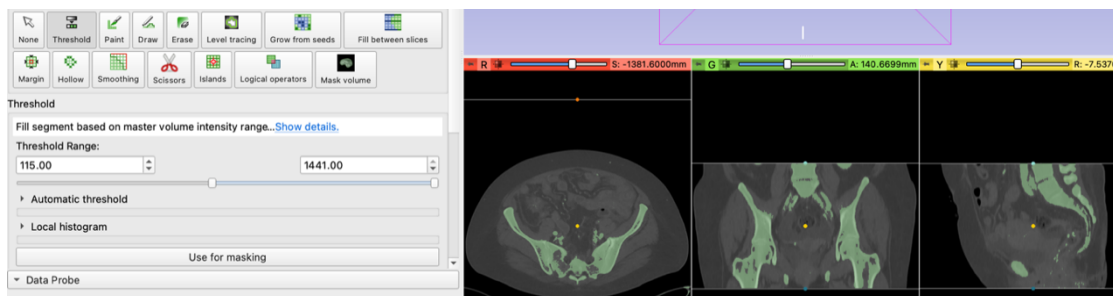 None Threshold Paint Draw Erase Level tracing Grow from seeds Fill between slices
Margin Hollow Smoothing Scissors Islands Logical operators Mask volume
Threshold
Fill segment based on master volume intensity range...Show details.
Threshold Range:
115.00 1441.00
Automatic threshold
Local histogram
Use for masking
Data Probe
R S: -1381.6000mm
G A: 140.6699mm
Y